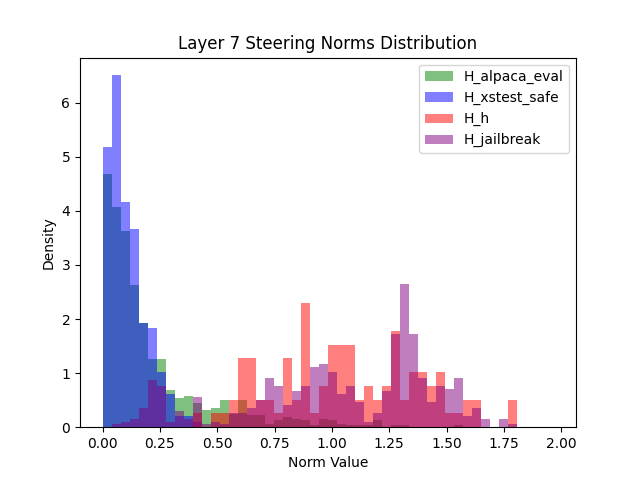 Layer 7 Steering Norms Distribution
H_alpaca_eval
H_xstest_safe
H_h
H_jailbreak
Density
6
5
4
3
2
1
0
0.00 0.25 0.50 0.75 1.00 1.25 1.50 1.75 2.00
Norm Value